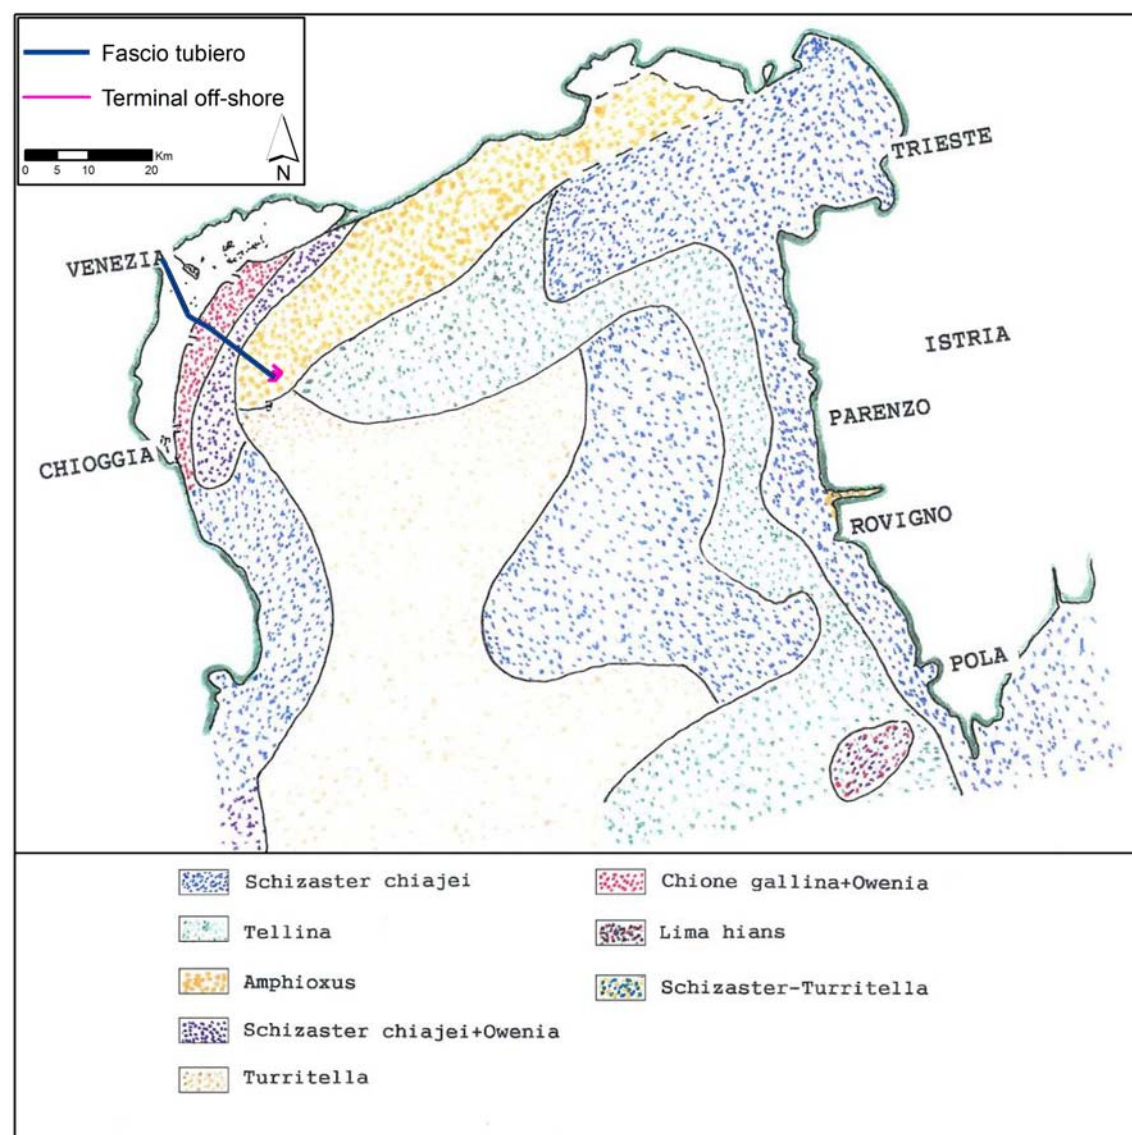 Fascio tubiero
Terminal off-shore
Km
0 5 10 20
N
TRIESTE
VENEZIA
ISTRIA
PARENZO
CHIOGGIA
ROVIGNO
POLA
Schizaster chiajei
Chione gallina+Owenia
Tellina
Lima hians
Amphioxus
Schizaster-Turritella
Schizaster chiajei+Owenia
Turritella